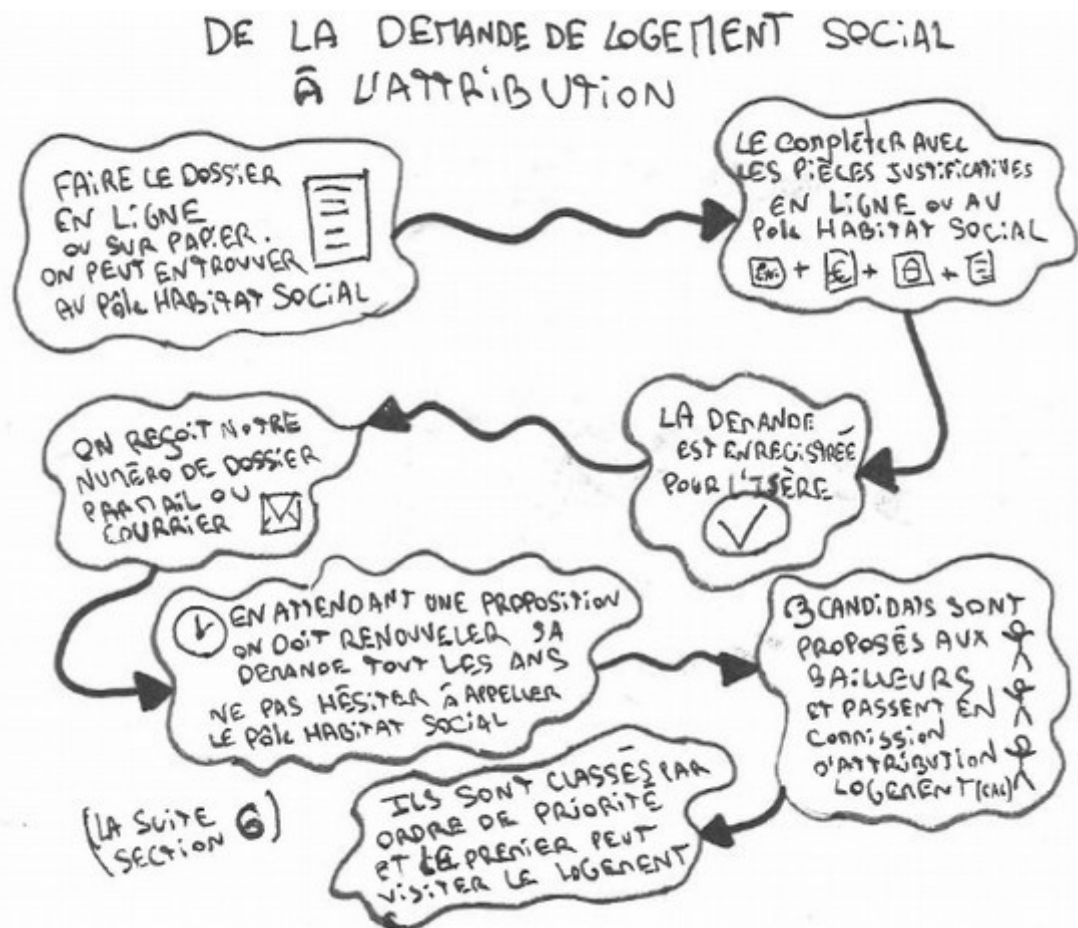 DE LA DEMANDE DE LOGEMENT SOCIAL
À L'ATTRIBUTION
FAIRE LE DOSSIER
EN LIGNE
OU SUR PAPIER.
ON PEUT EN TROUVER
AU PÔLE HABITAT SOCIAL
LE COMPLÉTER AVEC
LES PIÈCES JUSTIFICATIVES
EN LIGNE OU AU
PÔLE HABITAT SOCIAL
+ € + +
LA DEMANDE
EST ENREGISTRÉE
POUR L'ISÈRE
ON REÇOIT NOTRE
NUMÉRO DE DOSSIER
PAR MAIL OU
COURRIER
EN ATTENDANT UNE PROPOSITION
ON DOIT RENOUVELER SA
DEMANDE TOUT LES ANS
NE PAS HÉSITER À APPELLER
LE PÔLE HABITAT SOCIAL
3 CANDIDATS SONT
PROPOSÉS AUX
BAILLEURS
ET PASSENT EN
COMMISSION
D'ATTRIBUTION
LOGEMENT (CAL)
ILS SONT CLASSÉS PAR
ORDRE DE PRIORITÉ
ET LE PREMIER PEUT
VISITER LE LOGEMENT
(LA SUITE
SECTION 6)